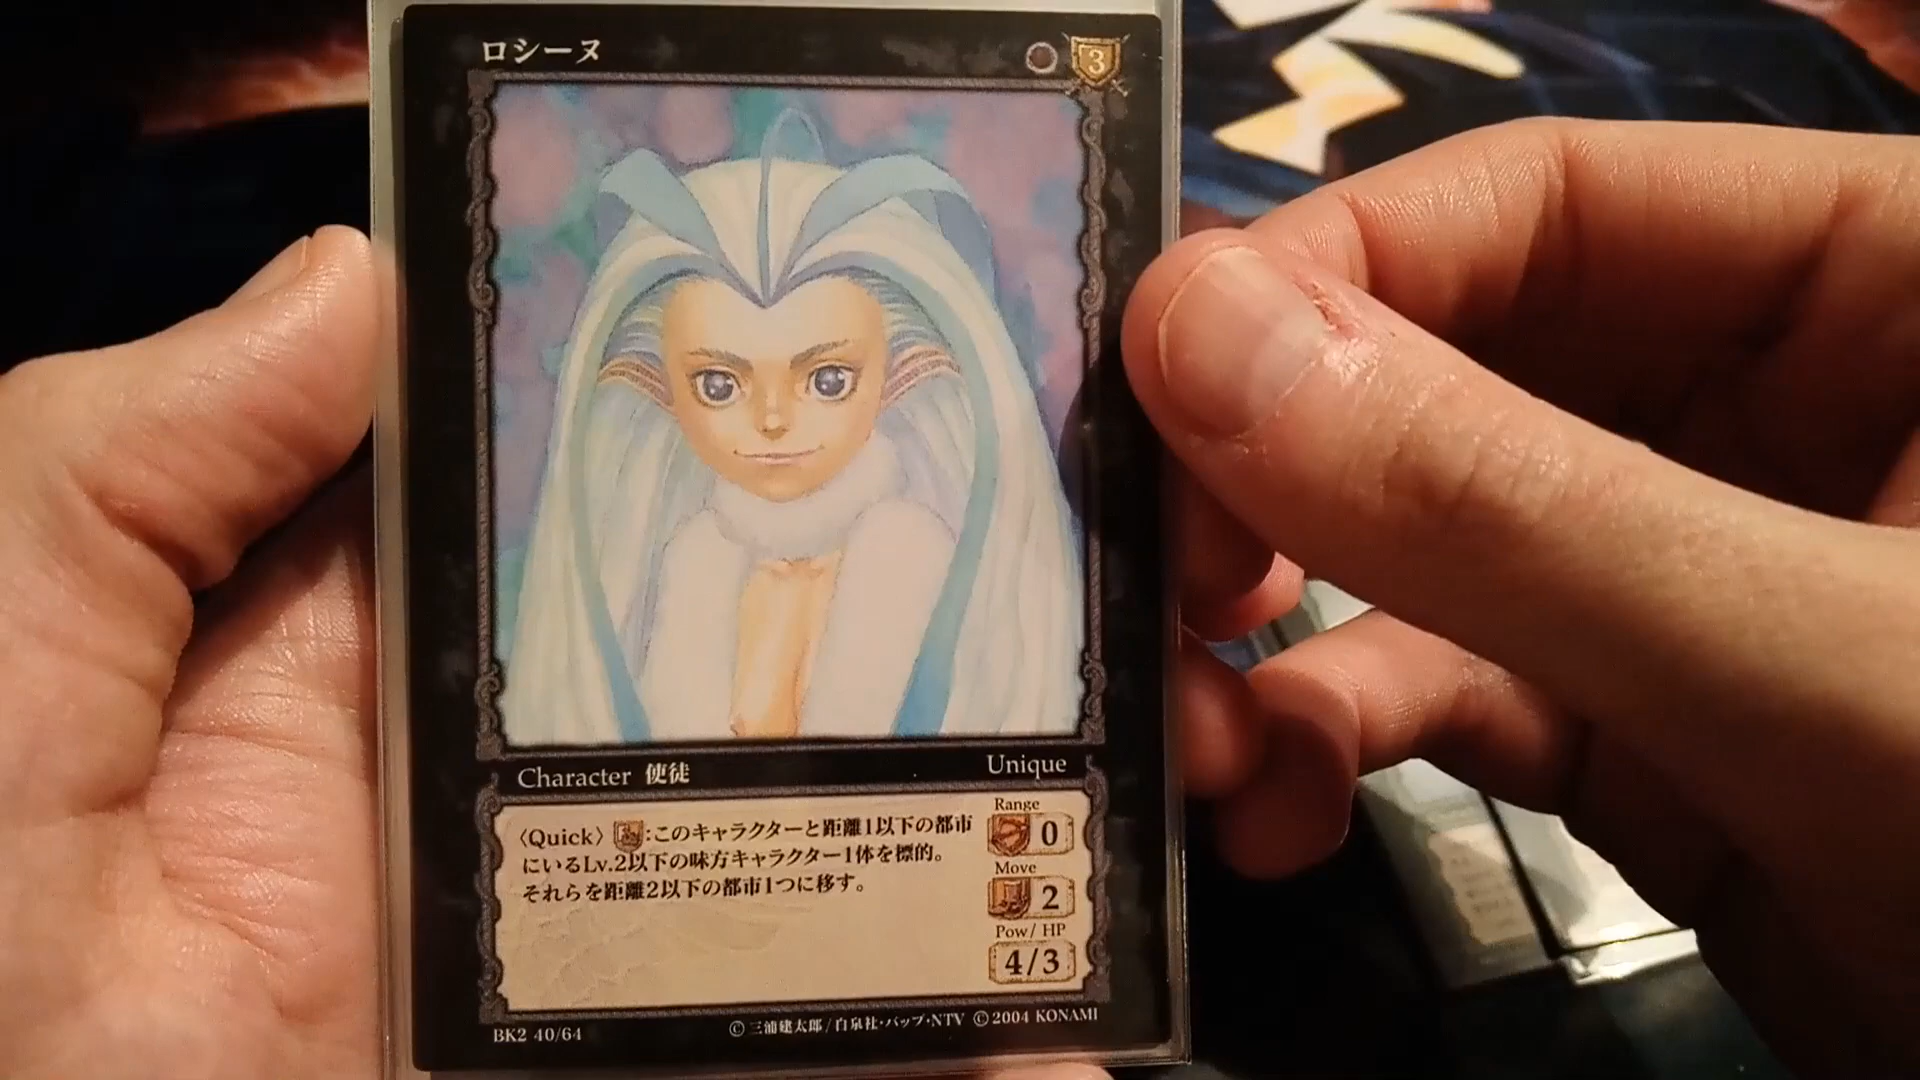 ロシーヌ
3
Character 使徒
Unique
〈Quick〉 :このキャラクターと距離1以下の都市
にいるLv.2以下の味方キャラクター1体を標的。
それらを距離2以下の都市1つに移す。
Range
0
Move
2
Pow/ HP
4/3
BK2 40/64
© 三浦建太郎/白泉社・バップ・NTV © 2004 KONAMI